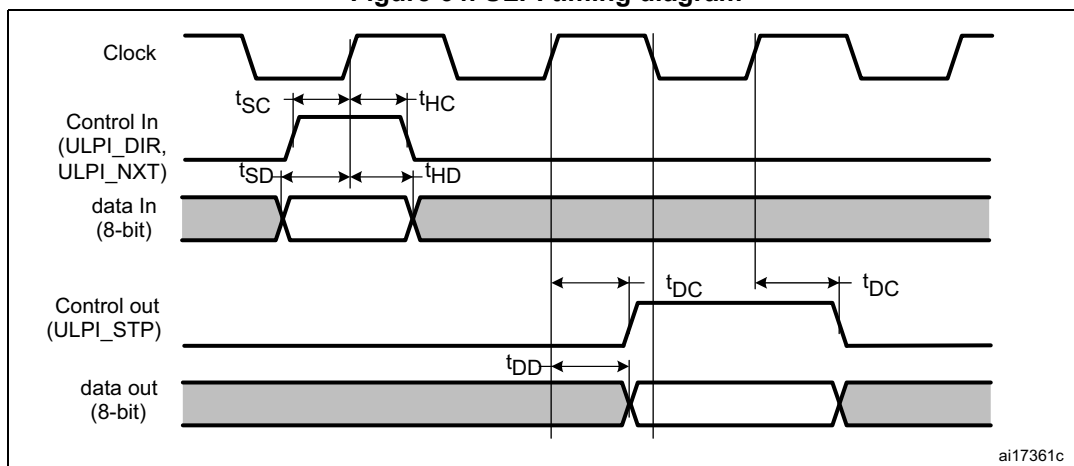 Clock
tSC
tHC
Control In
(ULPI_DIR,
ULPI_NXT)
tSD
tHD
data In
(8-bit)
tDC
tDC
Control out
(ULPI_STP)
tDD
data out
(8-bit)
ai17361c